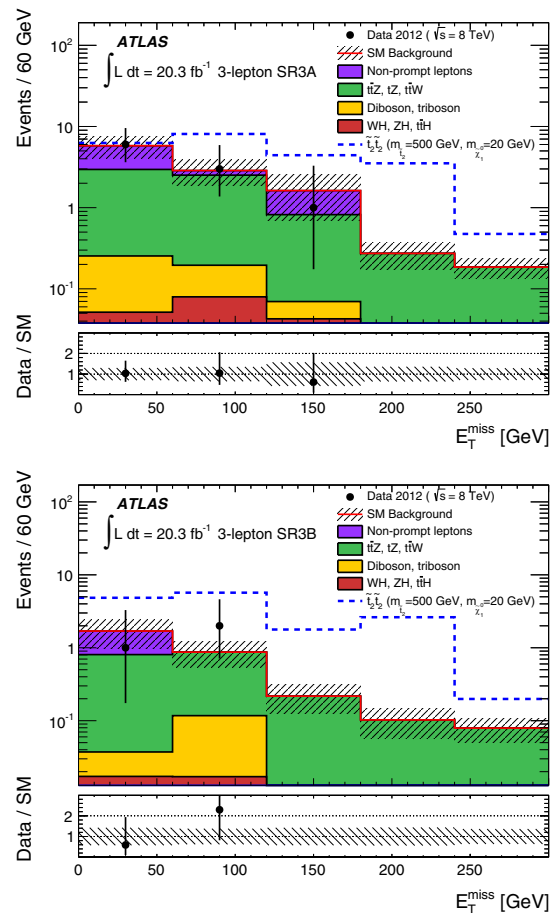 Events / 60 GeV
10²
10
1
10⁻¹
ATLAS
∫ L dt = 20.3 fb⁻¹ 3-lepton SR3A
Data 2012 (√s = 8 TeV)
SM Background
Non-prompt leptons
tt̄Z, tZ, tt̄W
Diboson, triboson
WH, ZH, tt̄H
t̃₂t̃₂ (m_t̃₂=500 GeV, m_χ̃₁⁰=20 GeV)
Data / SM
2
1
0 50 100 150 200 250
E_T^miss [GeV]
Events / 60 GeV
10²
10
1
10⁻¹
ATLAS
∫ L dt = 20.3 fb⁻¹ 3-lepton SR3B
Data 2012 (√s = 8 TeV)
SM Background
Non-prompt leptons
tt̄Z, tZ, tt̄W
Diboson, triboson
WH, ZH, tt̄H
t̃₂t̃₂ (m_t̃₂=500 GeV, m_χ̃₁⁰=20 GeV)
Data / SM
2
1
0 50 100 150 200 250
E_T^miss [GeV]